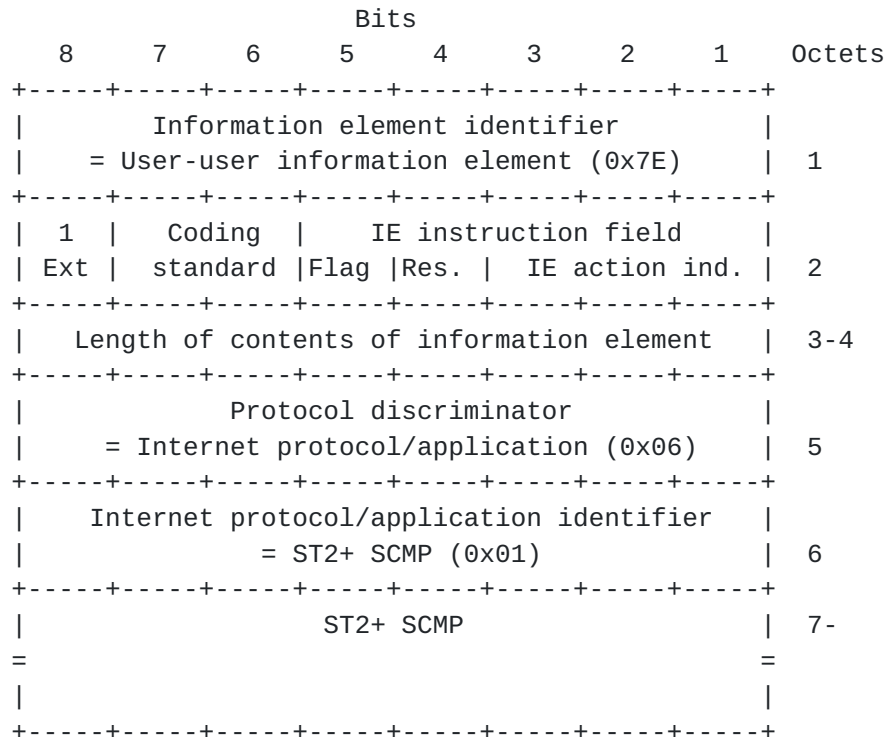 Bits
   8     7     6     5     4     3     2     1    Octets
+-----+-----+-----+-----+-----+-----+-----+-----+
|        Information element identifier         |
|    = User-user information element (0x7E)     |  1
+-----+-----+-----+-----+-----+-----+-----+-----+
|  1  |   Coding  |    IE instruction field     |
| Ext |  standard |Flag |Res. |  IE action ind. |  2
+-----+-----+-----+-----+-----+-----+-----+-----+
|   Length of contents of information element   |  3-4
+-----+-----+-----+-----+-----+-----+-----+-----+
|             Protocol discriminator            |
|     = Internet protocol/application (0x06)    |  5
+-----+-----+-----+-----+-----+-----+-----+-----+
|    Internet protocol/application identifier   |
|               = ST2+ SCMP (0x01)              |  6
+-----+-----+-----+-----+-----+-----+-----+-----+
|                   ST2+ SCMP                   |  7-
=                                               =
|                                               |
+-----+-----+-----+-----+-----+-----+-----+-----+